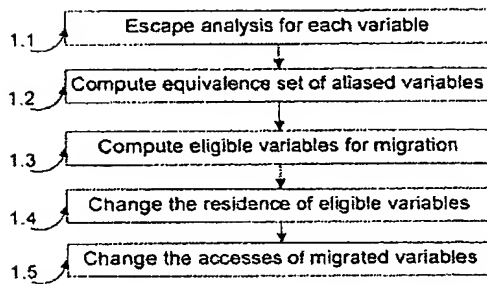 1.1 Escape analysis for each variable
1.2 Compute equivalence set of aliased variables
1.3 Compute eligible variables for migration
1.4 Change the residence of eligible variables
1.5 Change the accesses of migrated variables